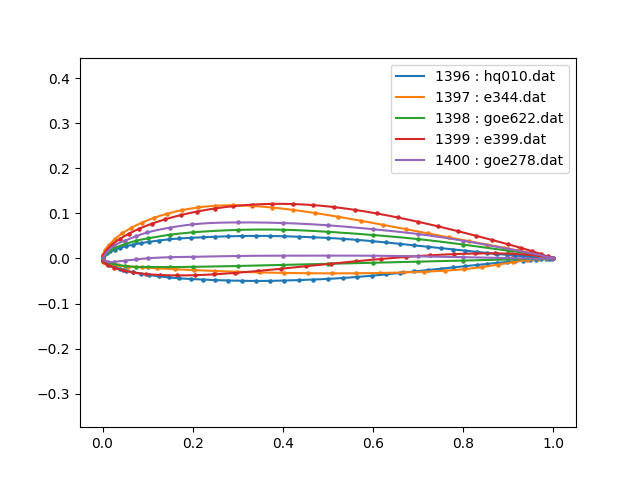 1396 : hq010.dat
1397 : e344.dat
1398 : goe622.dat
1399 : e399.dat
1400 : goe278.dat
0.4
0.3
0.2
0.1
0.0
−0.1
−0.2
−0.3
0.0 0.2 0.4 0.6 0.8 1.0